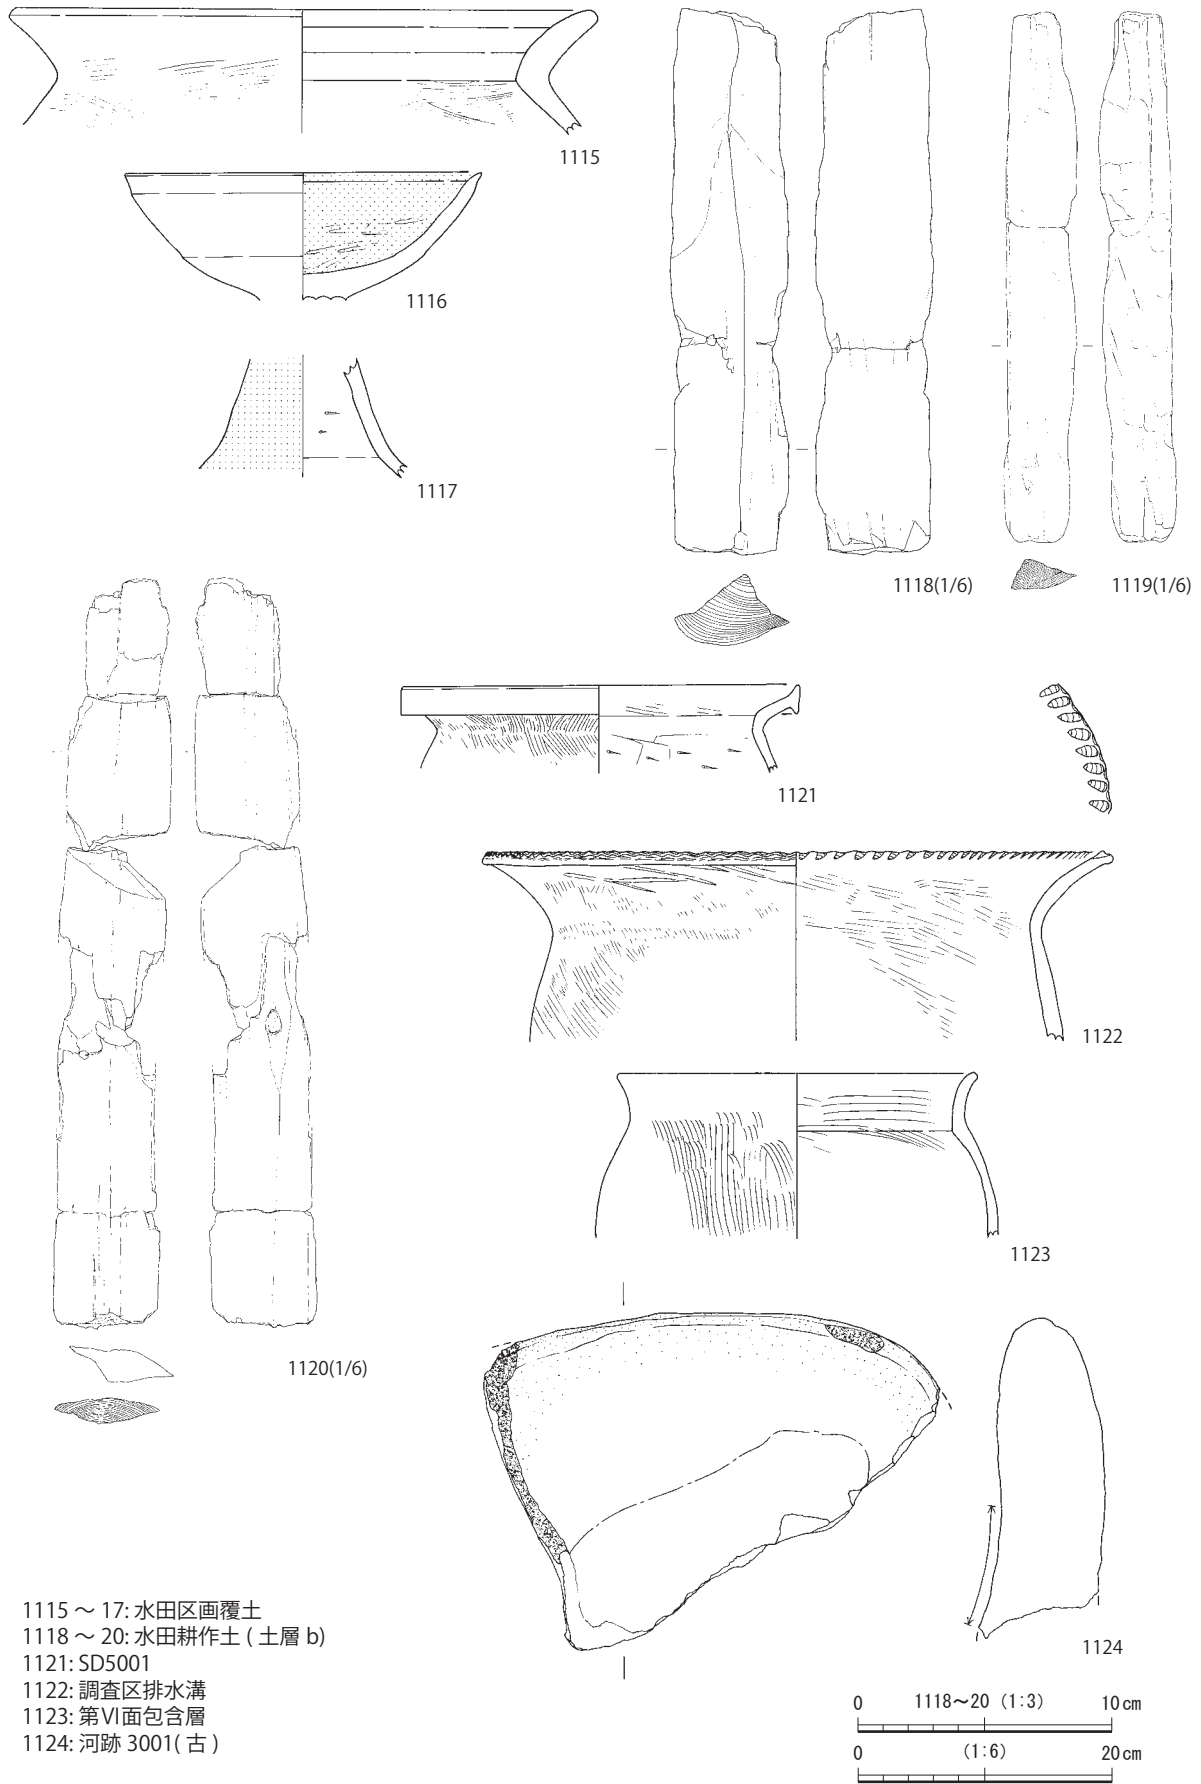 1115
1116
1117
1118(1/6)
1119(1/6)
1120(1/6)
1121
1122
1123
1124
1115 ～ 17: 水田区画覆土
1118 ～ 20: 水田耕作土 ( 土層 b)
1121: SD5001
1122: 調査区排水溝
1123: 第Ⅵ面包含層
1124: 河跡 3001( 古 )
0 1118～20 (1:3) 10cm
0 (1:6) 20cm